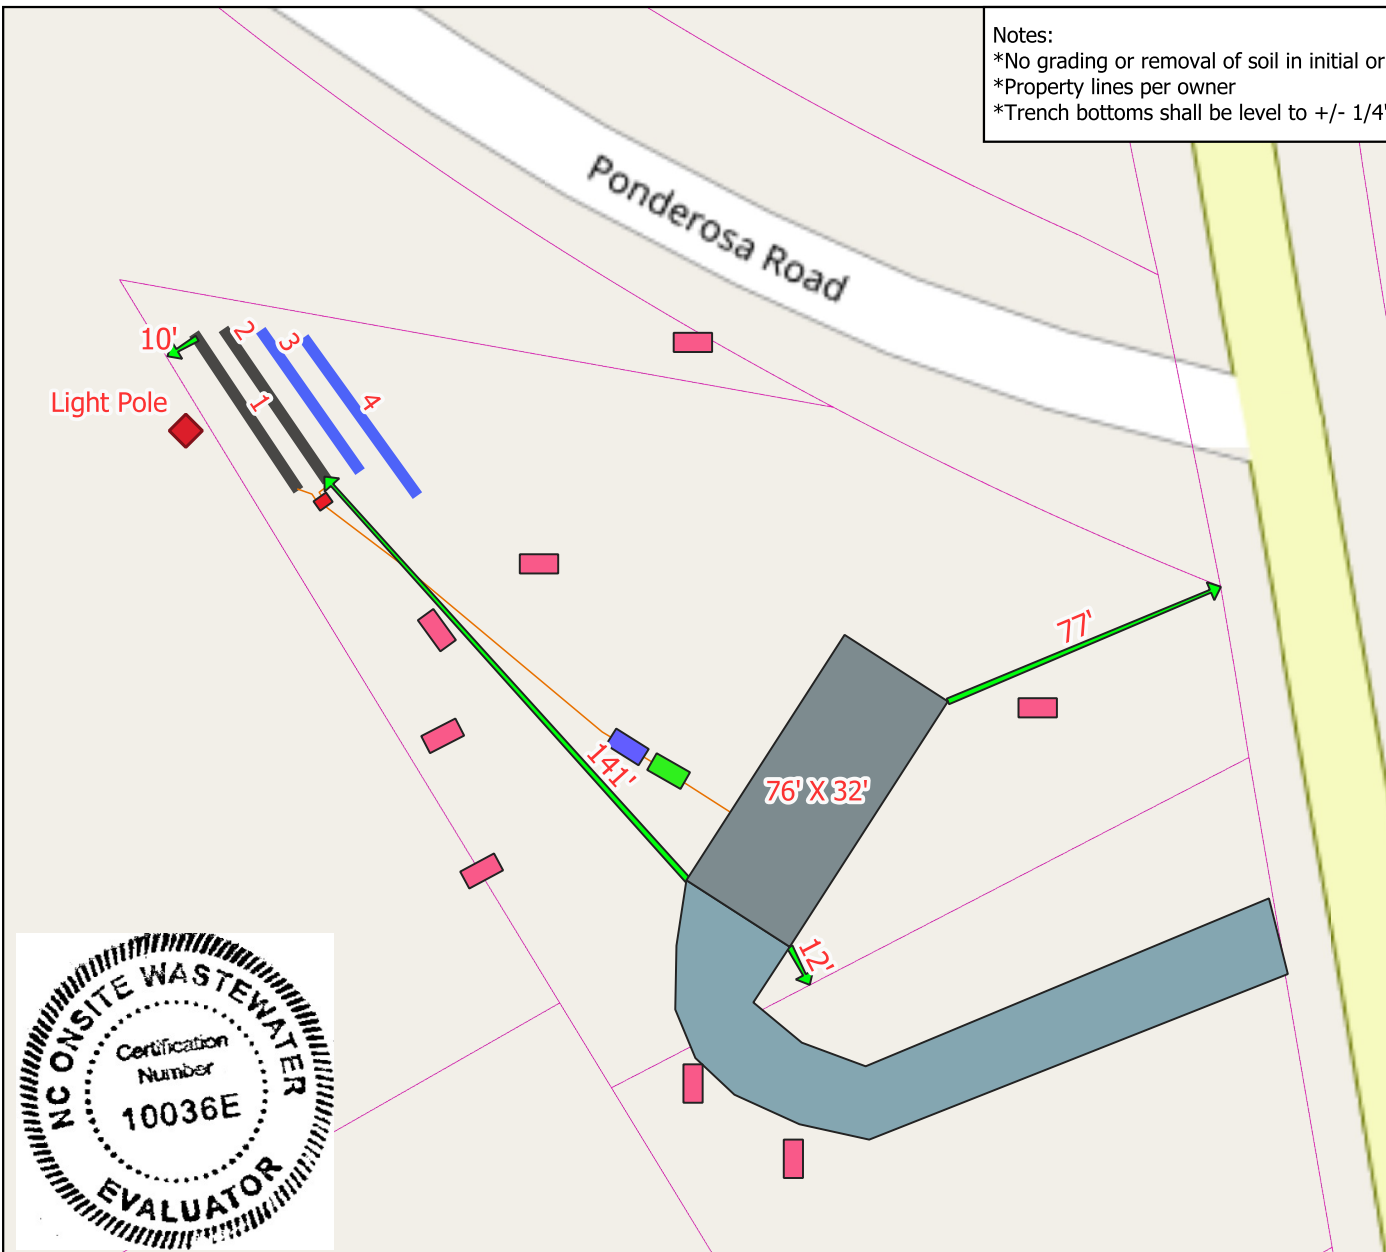 Notes:
*No grading or removal of soil in initial or
*Property lines per owner
*Trench bottoms shall be level to +/- 1/4"
Ponderosa Road
10'
2
3
1
4
Light Pole
77'
141'
76' X 32'
12'
NC ONSITE WASTEWATER
Certification
Number
10036E
EVALUATOR